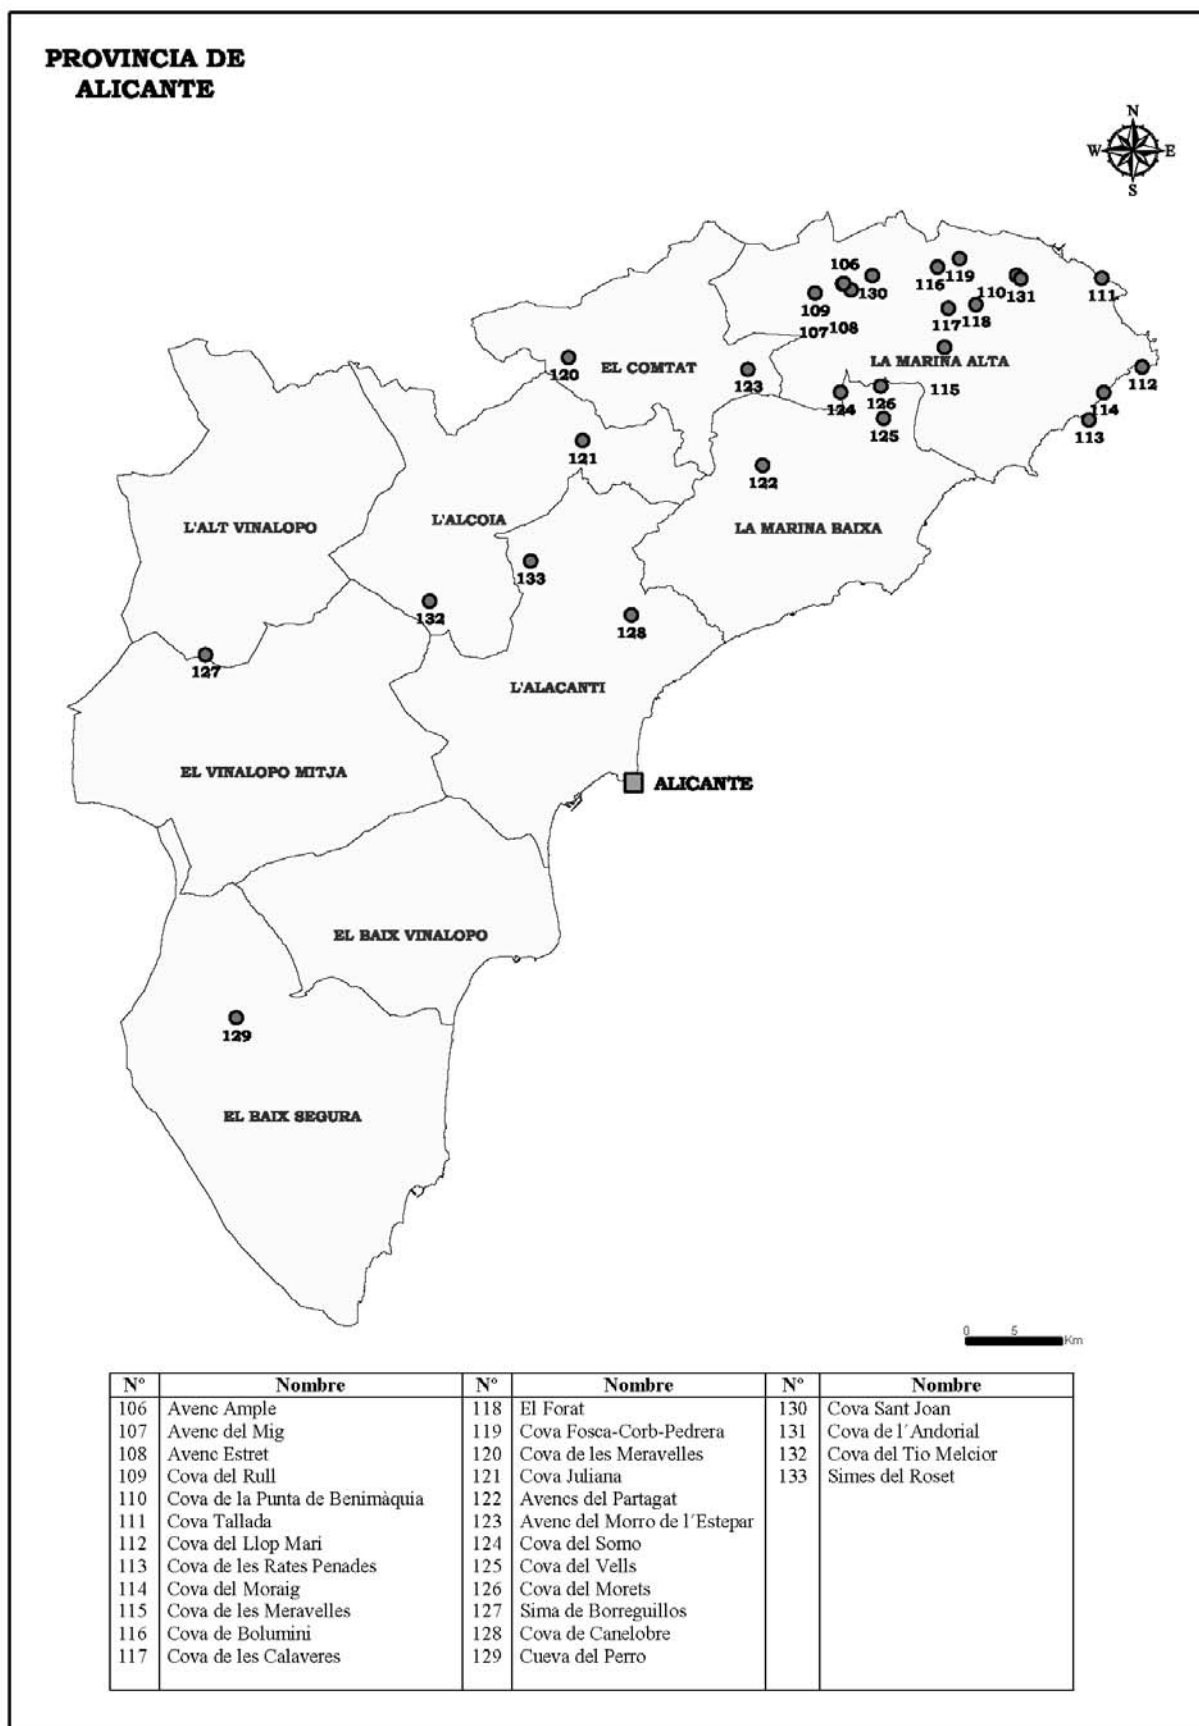 PROVINCIA DE
ALICANTE
N
W E
S
106
119
116
110
130
131
111
109
108
107
117
118
LA MARINA ALTA
EL COMTAT
120
123
112
126
115
124
114
125
113
121
122
L'ALT VINALOPO
L'ALCOIA
LA MARINA BAIXA
133
132
128
127
L'ALACANTI
EL VINALOPO MITJA
ALICANTE
EL BAIX VINALOPO
129
EL BAIX SEGURA
0 5
Km
Nº Nombre Nº Nombre Nº Nombre
106 Avenc Ample 118 El Forat 130 Cova Sant Joan
107 Avenc del Mig 119 Cova Fosca-Corb-Pedrera 131 Cova de l´Andorial
108 Avenc Estret 120 Cova de les Meravelles 132 Cova del Tio Melcior
109 Cova del Rull 121 Cova Juliana 133 Simes del Roset
110 Cova de la Punta de Benimàquia 122 Avencs del Partagat
111 Cova Tallada 123 Avenc del Morro de l´Estepar
112 Cova del Llop Mari 124 Cova del Somo
113 Cova de les Rates Penades 125 Cova del Vells
114 Cova del Moraig 126 Cova del Morets
115 Cova de les Meravelles 127 Sima de Borreguillos
116 Cova de Bolumini 128 Cova de Canelobre
117 Cova de les Calaveres 129 Cueva del Perro